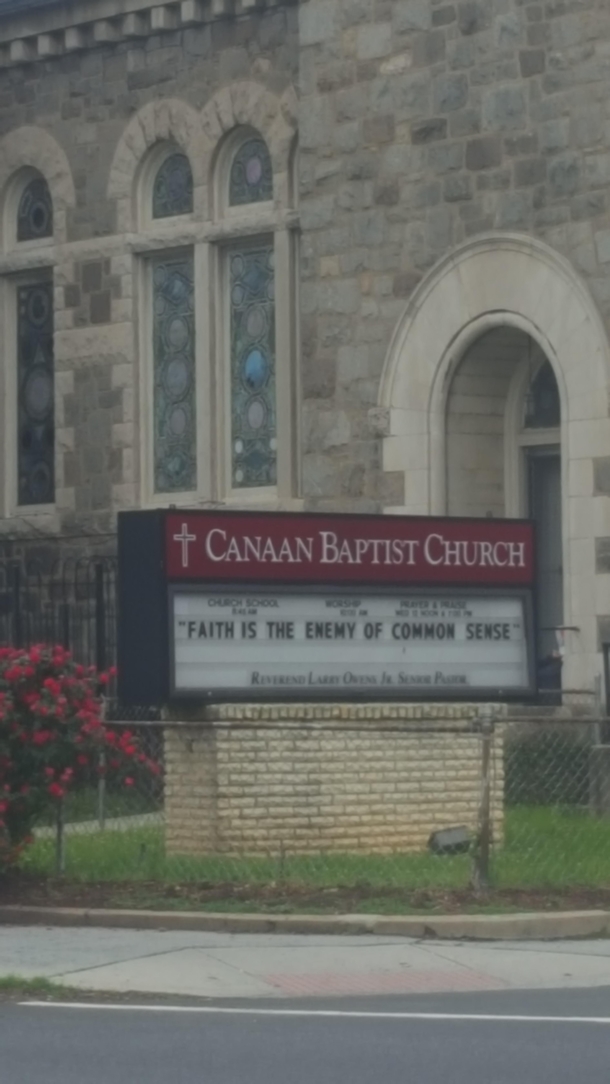 CANAAN BAPTIST CHURCH
CHURCH SCHOOL WORSHIP PRAYER & PRAISE
"FAITH IS THE ENEMY OF COMMON SENSE"
REVEREND LARRY OWENS JR. SENIOR PASTOR